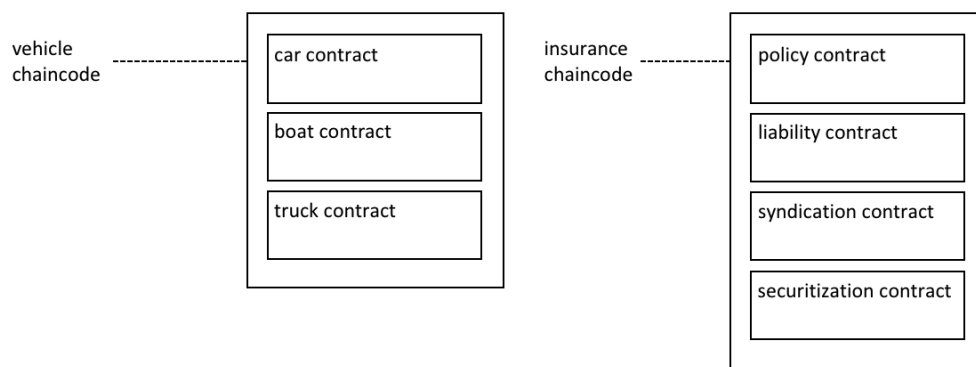 vehicle
chaincode
car contract
boat contract
truck contract
insurance
chaincode
policy contract
liability contract
syndication contract
securitization contract